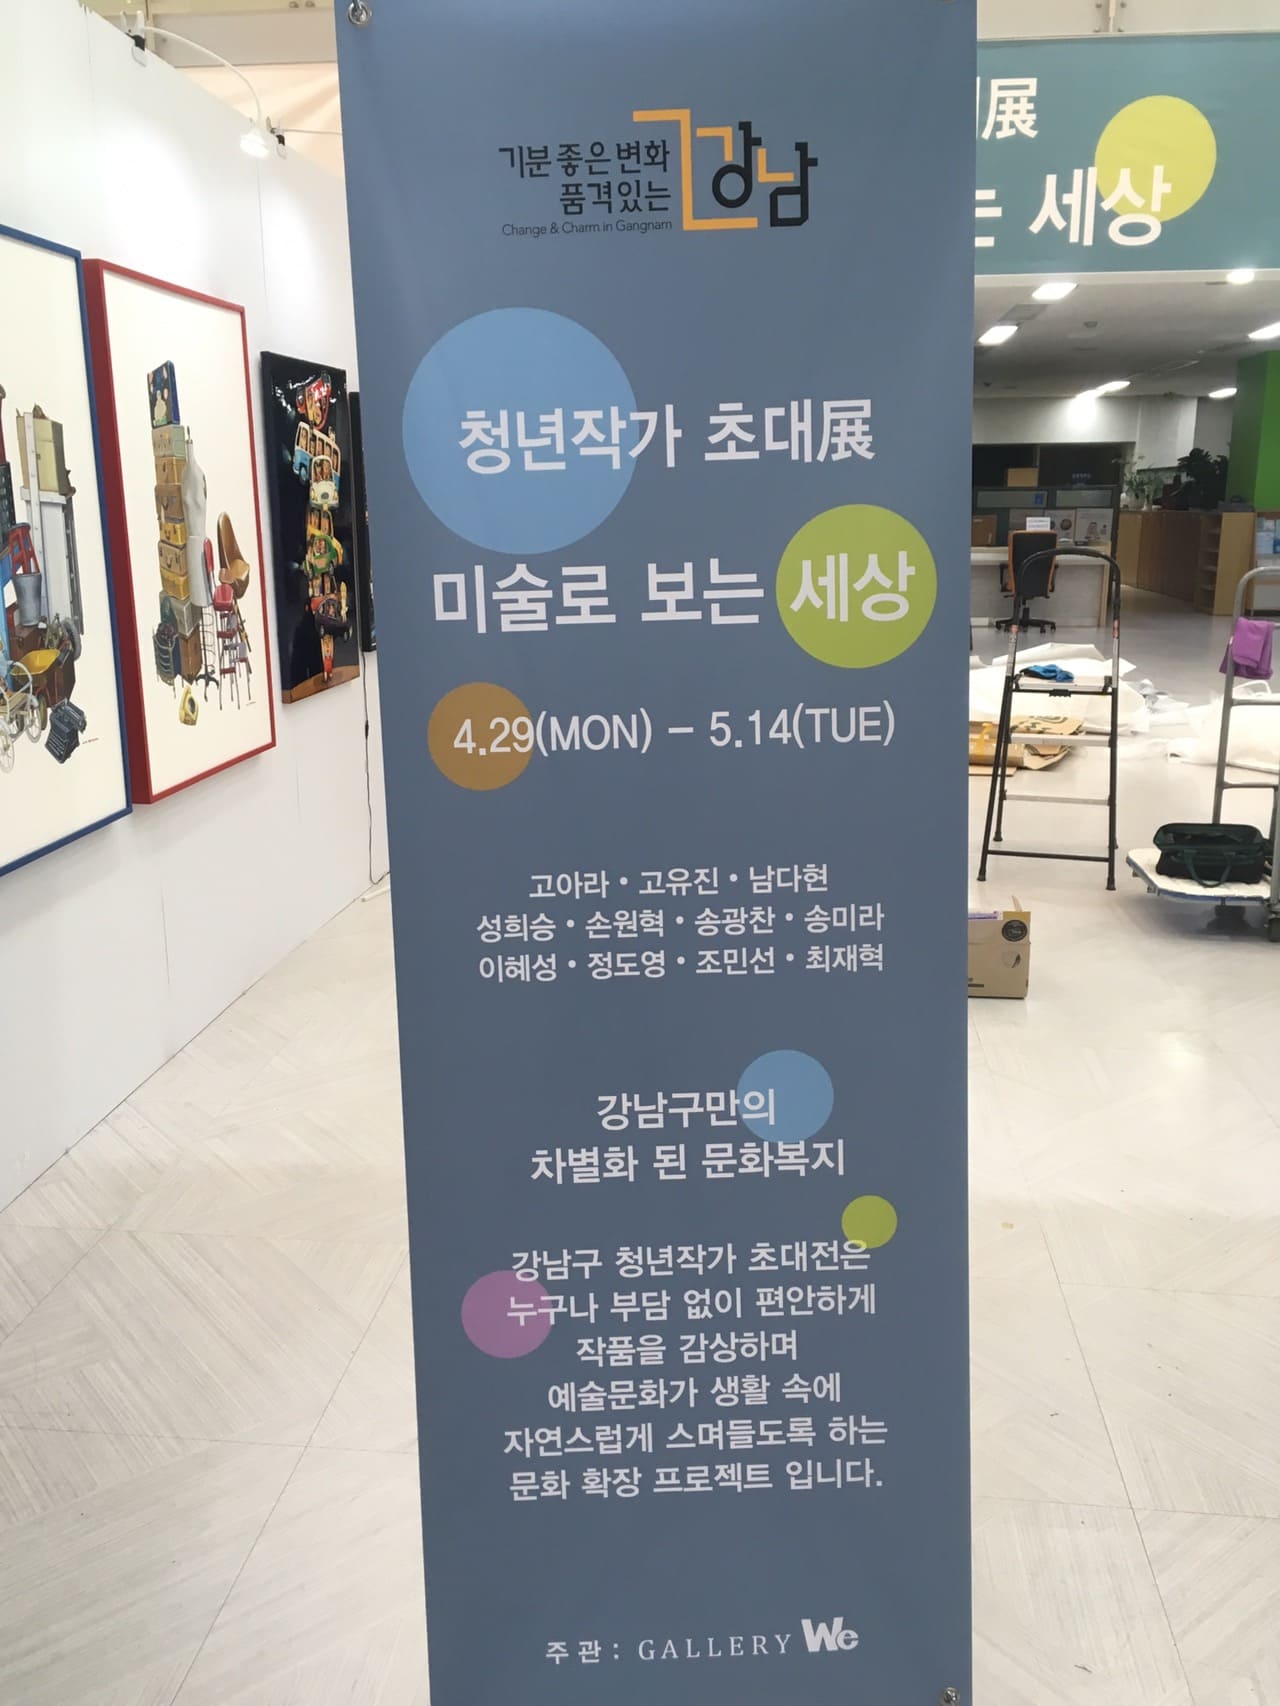 기분 좋은 변화
품격있는
강남
Change & Charm in Gangnam
청년작가 초대展
미술로 보는 세상
4.29(MON) - 5.14(TUE)
고아라 • 고유진 • 남다현
성희승 • 손원혁 • 송광찬 • 송미라
이혜성 • 정도영 • 조민선 • 최재혁
강남구만의
차별화 된 문화복지
강남구 청년작가 초대전은
누구나 부담 없이 편안하게
작품을 감상하며
예술문화가 생활 속에
자연스럽게 스며들도록 하는
문화 확장 프로젝트 입니다.
주 관 : GALLERY We
展
는 세상